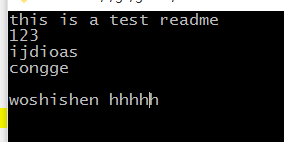 this is a test readme
123
ijdioas
congge
woshishen hhhhh